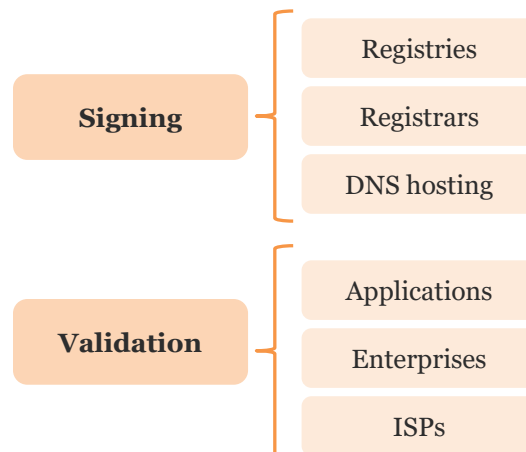 Signing
Registries
Registrars
DNS hosting
Validation
Applications
Enterprises
ISPs